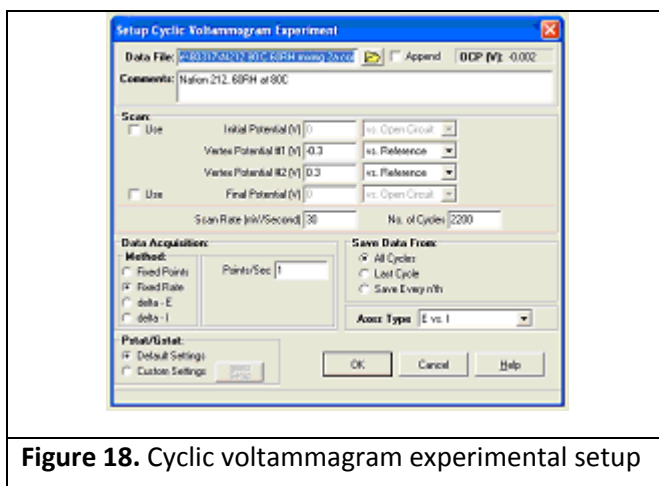 Setup Cyclic Voltammagram Experiment
Data File: Append OCP (V): -0.002
Comments: Nafion 212. 60RH at 80C
Scan:
Use Initial Potential (V) 0 vs. Open Circuit
Vertex Potential #1 (V) -0.3 vs. Reference
Vertex Potential #2 (V) 0.3 vs. Reference
Use Final Potential (V) 0 vs. Open Circuit
Scan Rate (mV/Second) 30 No. of Cycles 2200
Data Acquisition: Save Data From:
Method: All Cycles
Fixed Points Points/Sec 1 Last Cycle
Fixed Rate Save Every n'th
delta - E
delta - I Axes Type E vs. I
Pstat/Gstat:
Default Settings OK Cancel Help
Custom Settings
Figure 18. Cyclic voltammagram experimental setup